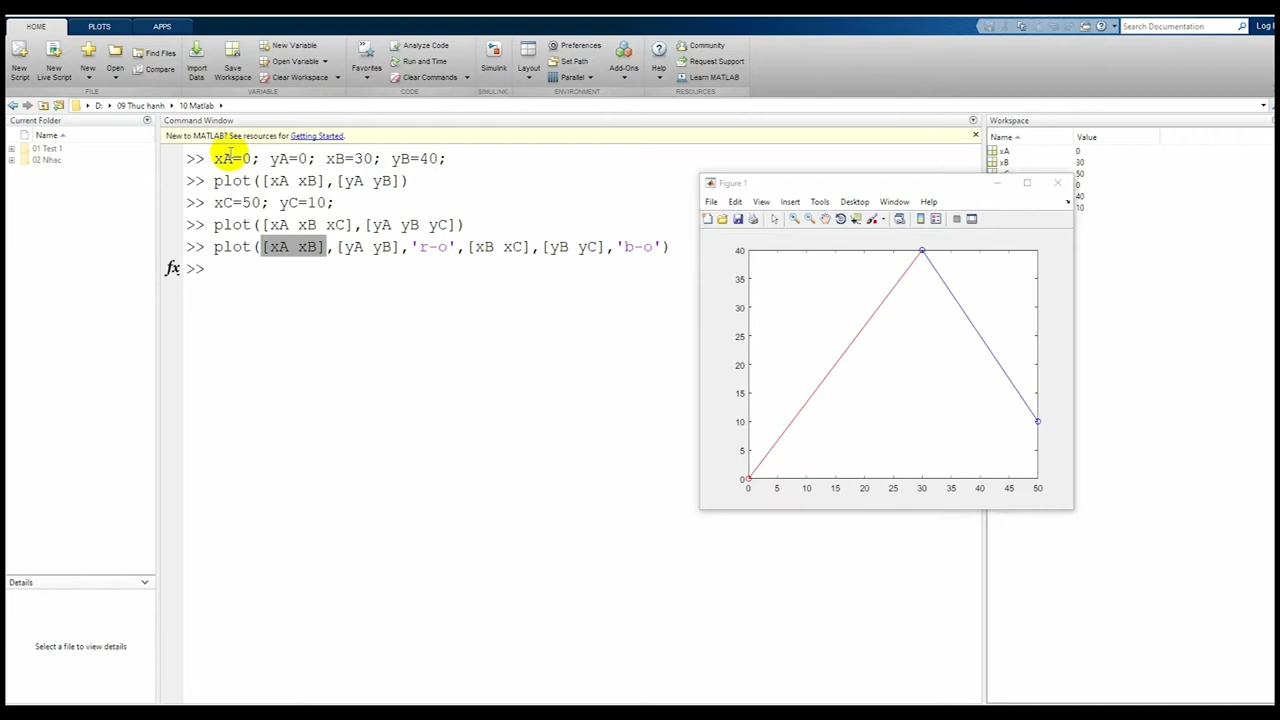 HOME PLOTS APPS Search Documentation Log I
New Script New Live Script New Open Find Files Compare Import Data Save Workspace New Variable Open Variable Clear Workspace Favorites Analyze Code Run and Time Clear Commands Simulink Layout Preferences Set Path Parallel Add-Ons Help Community Request Support Learn MATLAB
FILE VARIABLE CODE SIMULINK ENVIRONMENT RESOURCES
D: 09 Thuc hanh 10 Matlab
Current Folder
Name
01 Test 1
02 Nhac
Details
Select a file to view details
Command Window
New to MATLAB? See resources for Getting Started.
>> xA=0; yA=0; xB=30; yB=40;
>> plot([xA xB],[yA yB])
>> xC=50; yC=10;
>> plot([xA xB xC],[yA yB yC])
>> plot([xA xB],[yA yB],'r-o',[xB xC],[yB yC],'b-o')
fx >>
Figure 1
File Edit View Insert Tools Desktop Window Help
40
35
30
25
20
15
10
5
0
0 5 10 15 20 25 30 35 40 45 50
Workspace
Name Value
xA 0
xB 30
50
0
40
10